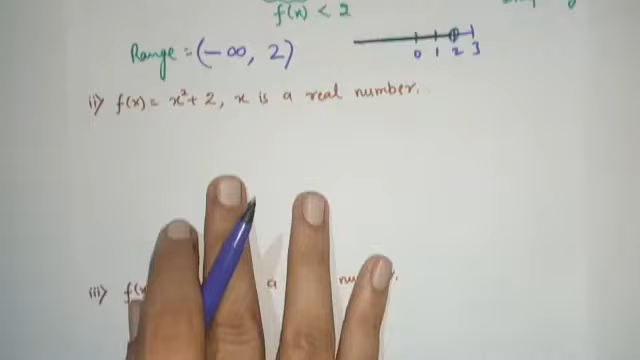 f(x) < 2
Range = (-∞, 2)
0 1 2 3
ii> f(x) = x² + 2, x is a real number.
iii> a